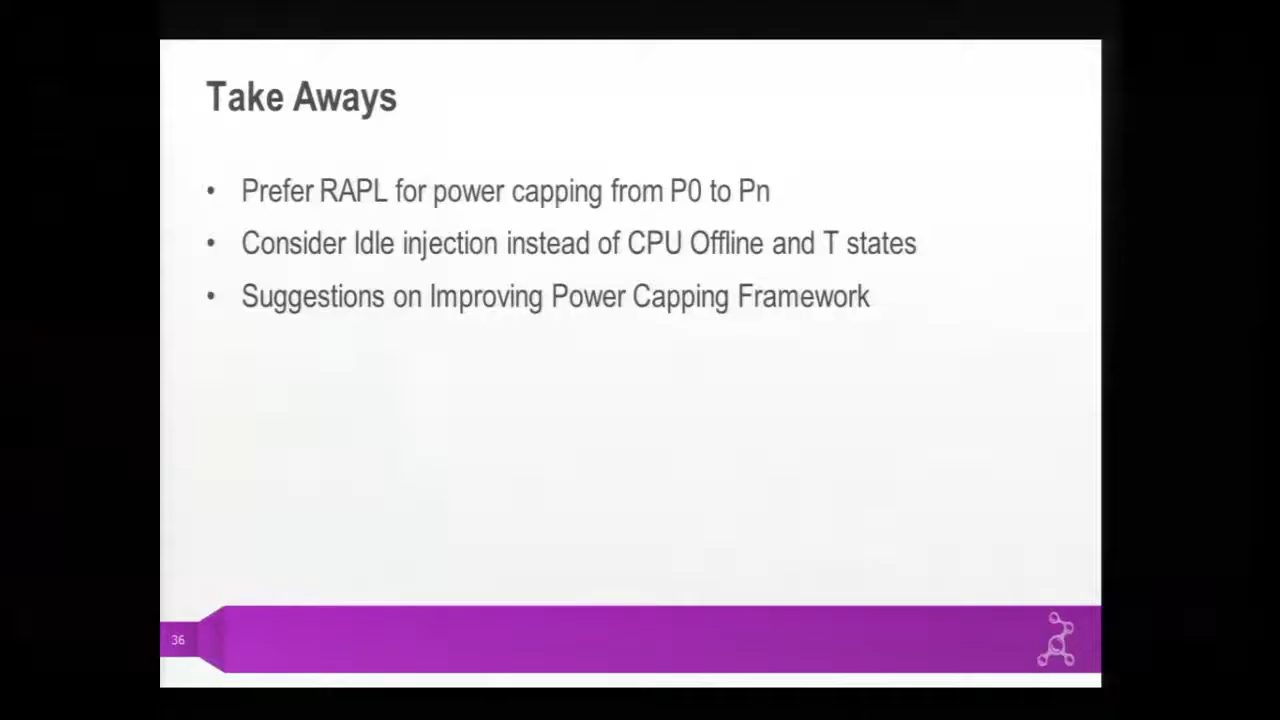 Take Aways
• Prefer RAPL for power capping from P0 to Pn
• Consider Idle injection instead of CPU Offline and T states
• Suggestions on Improving Power Capping Framework
36